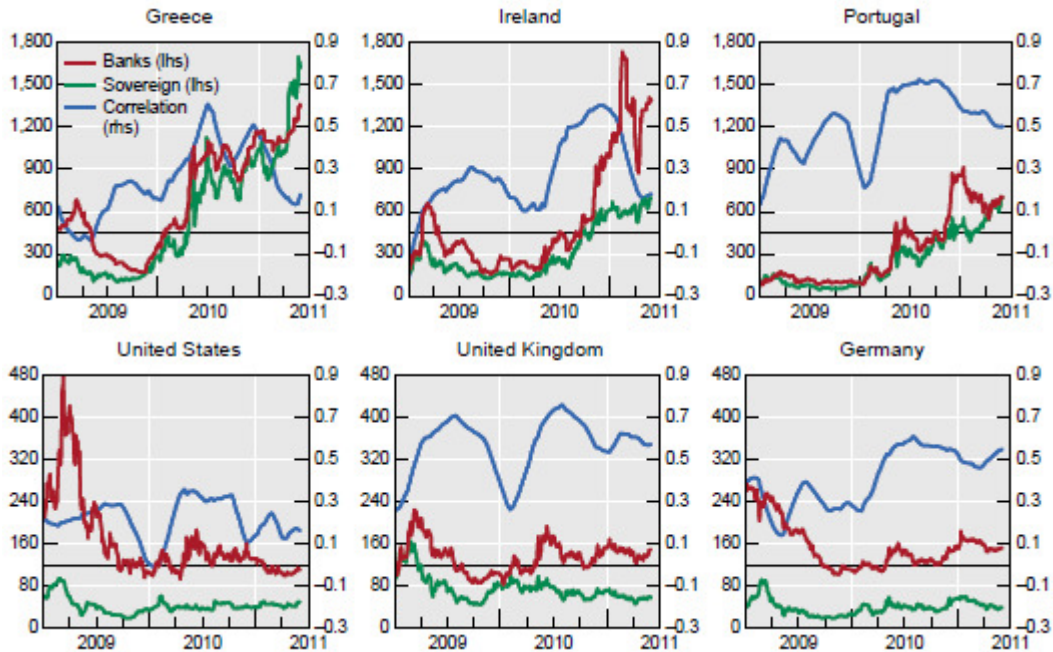 Greece
1,800 0.9
1,500 0.7
1,200 0.5
900 0.3
600 0.1
300 –0.1
0 –0.3
Banks (lhs)
Sovereign (lhs)
Correlation
(rhs)
2009 2010 2011
Ireland
1,800 0.9
1,500 0.7
1,200 0.5
900 0.3
600 0.1
300 –0.1
0 –0.3
2009 2010 2011
Portugal
1,800 0.9
1,500 0.7
1,200 0.5
900 0.3
600 0.1
300 –0.1
0 –0.3
2009 2010 2011
United States
480 0.9
400 0.7
320 0.5
240 0.3
160 0.1
80 –0.1
0 –0.3
2009 2010 2011
United Kingdom
480 0.9
400 0.7
320 0.5
240 0.3
160 0.1
80 –0.1
0 –0.3
2009 2010 2011
Germany
480 0.9
400 0.7
320 0.5
240 0.3
160 0.1
80 –0.1
0 –0.3
2009 2010 2011